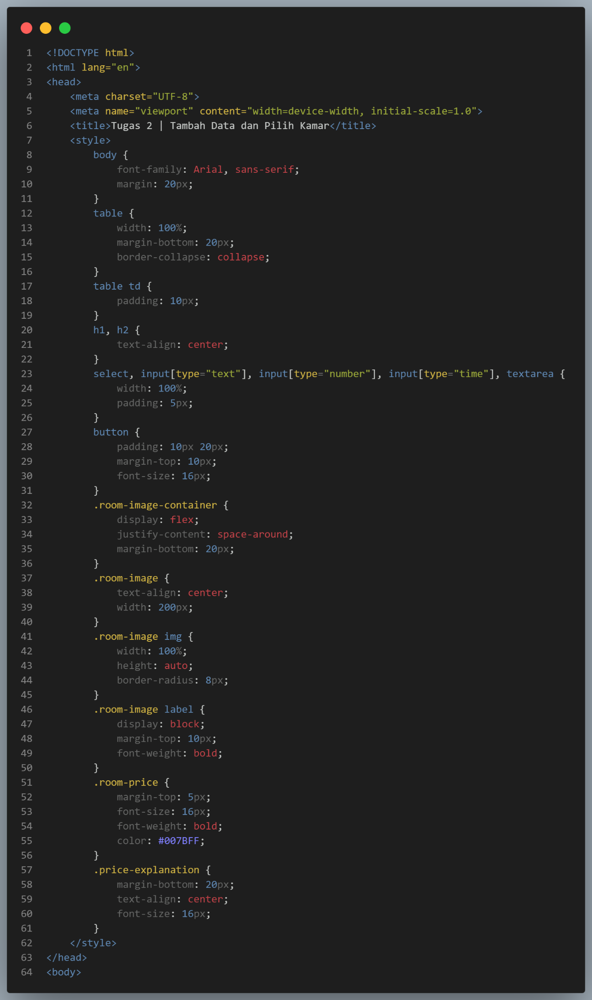 1 <!DOCTYPE html>
2 <html lang="en">
3 <head>
4     <meta charset="UTF-8">
5     <meta name="viewport" content="width=device-width, initial-scale=1.0">
6     <title>Tugas 2 | Tambah Data dan Pilih Kamar</title>
7     <style>
8         body {
9             font-family: Arial, sans-serif;
10             margin: 20px;
11         }
12         table {
13             width: 100%;
14             margin-bottom: 20px;
15             border-collapse: collapse;
16         }
17         table td {
18             padding: 10px;
19         }
20         h1, h2 {
21             text-align: center;
22         }
23         select, input[type="text"], input[type="number"], input[type="time"], textarea {
24             width: 100%;
25             padding: 5px;
26         }
27         button {
28             padding: 10px 20px;
29             margin-top: 10px;
30             font-size: 16px;
31         }
32         .room-image-container {
33             display: flex;
34             justify-content: space-around;
35             margin-bottom: 20px;
36         }
37         .room-image {
38             text-align: center;
39             width: 200px;
40         }
41         .room-image img {
42             width: 100%;
43             height: auto;
44             border-radius: 8px;
45         }
46         .room-image label {
47             display: block;
48             margin-top: 10px;
49             font-weight: bold;
50         }
51         .room-price {
52             margin-top: 5px;
53             font-size: 16px;
54             font-weight: bold;
55             color: #007BFF;
56         }
57         .price-explanation {
58             margin-bottom: 20px;
59             text-align: center;
60             font-size: 16px;
61         }
62     </style>
63 </head>
64 <body>